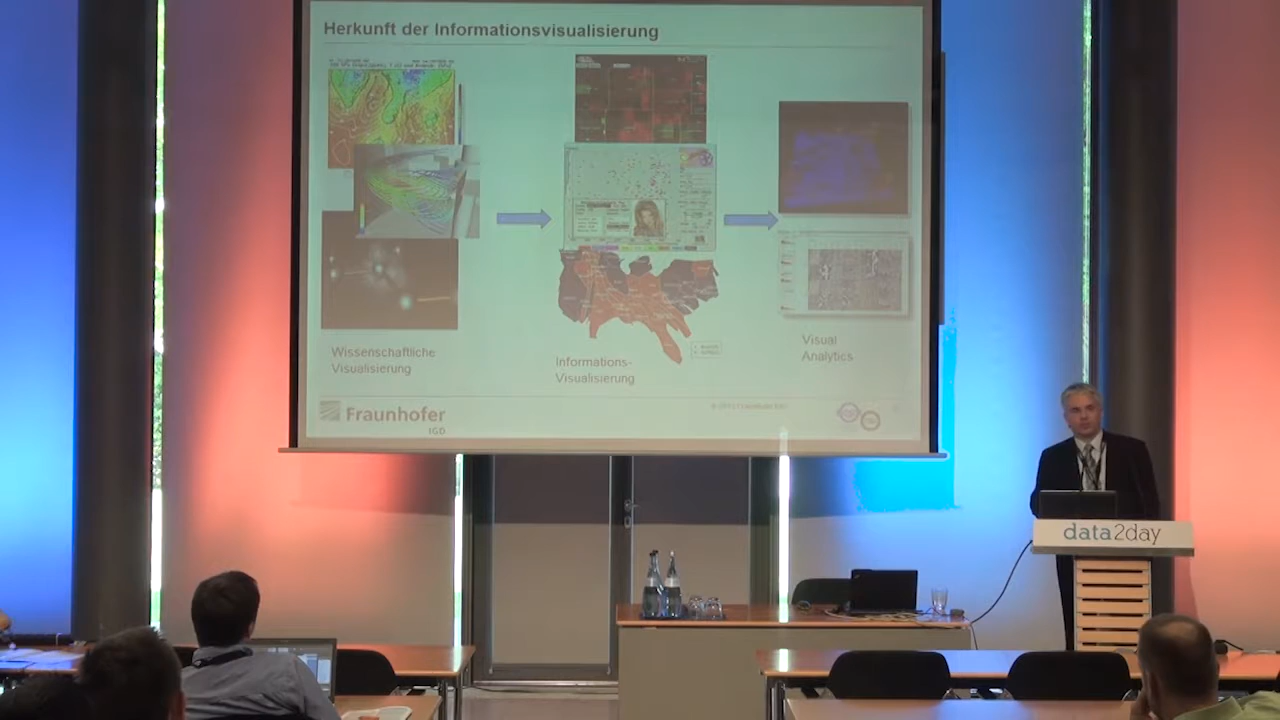 Herkunft der Informationsvisualisierung
Wissenschaftliche
Visualisierung
Informations-
Visualisierung
Visual
Analytics
Fraunhofer
IGD
data2day